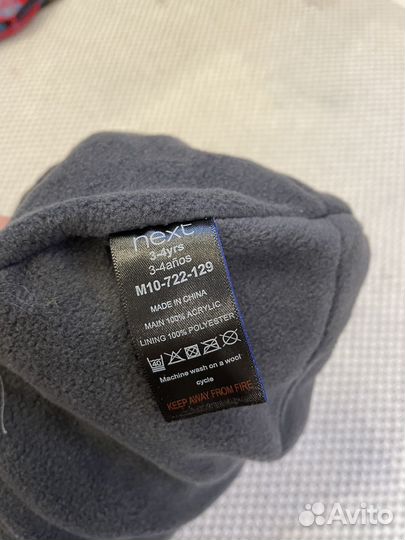 next
3-4yrs
3-4años
M10-722-129
MADE IN CHINA
MAIN 100% ACRYLIC
LINING 100% POLYESTER
40
Machine wash on a wool
cycle
KEEP AWAY FROM FIRE
Avito